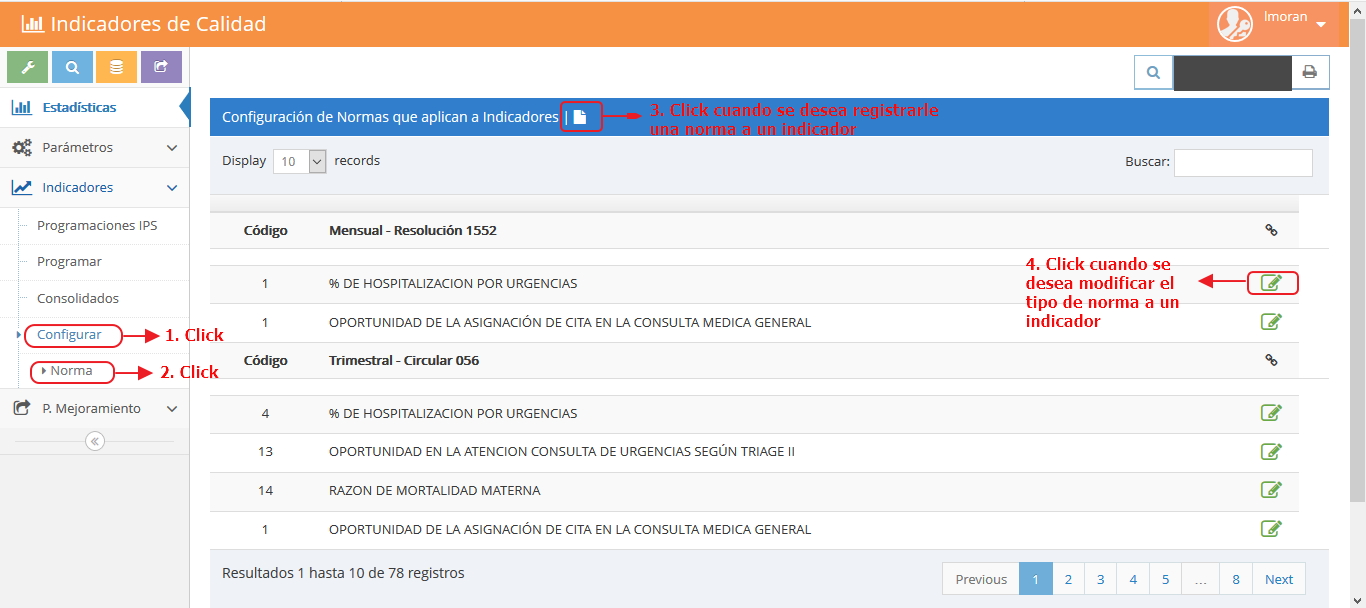 Indicadores de Calidad
lmoran
Estadísticas
Parámetros
Indicadores
Programaciones IPS
Programar
Consolidados
Configurar
1. Click
Norma
2. Click
P. Mejoramiento
Configuración de Normas que aplican a Indicadores |
3. Click cuando se desea registrarle
una norma a un indicador
Display 10 records
Buscar:
Código Mensual - Resolución 1552
1 % DE HOSPITALIZACION POR URGENCIAS
4. Click cuando se
desea modificar el
tipo de norma a un
indicador
1 OPORTUNIDAD DE LA ASIGNACIÓN DE CITA EN LA CONSULTA MEDICA GENERAL
Código Trimestral - Circular 056
4 % DE HOSPITALIZACION POR URGENCIAS
13 OPORTUNIDAD EN LA ATENCION CONSULTA DE URGENCIAS SEGÚN TRIAGE II
14 RAZON DE MORTALIDAD MATERNA
1 OPORTUNIDAD DE LA ASIGNACIÓN DE CITA EN LA CONSULTA MEDICA GENERAL
Resultados 1 hasta 10 de 78 registros
Previous 1 2 3 4 5 ... 8 Next